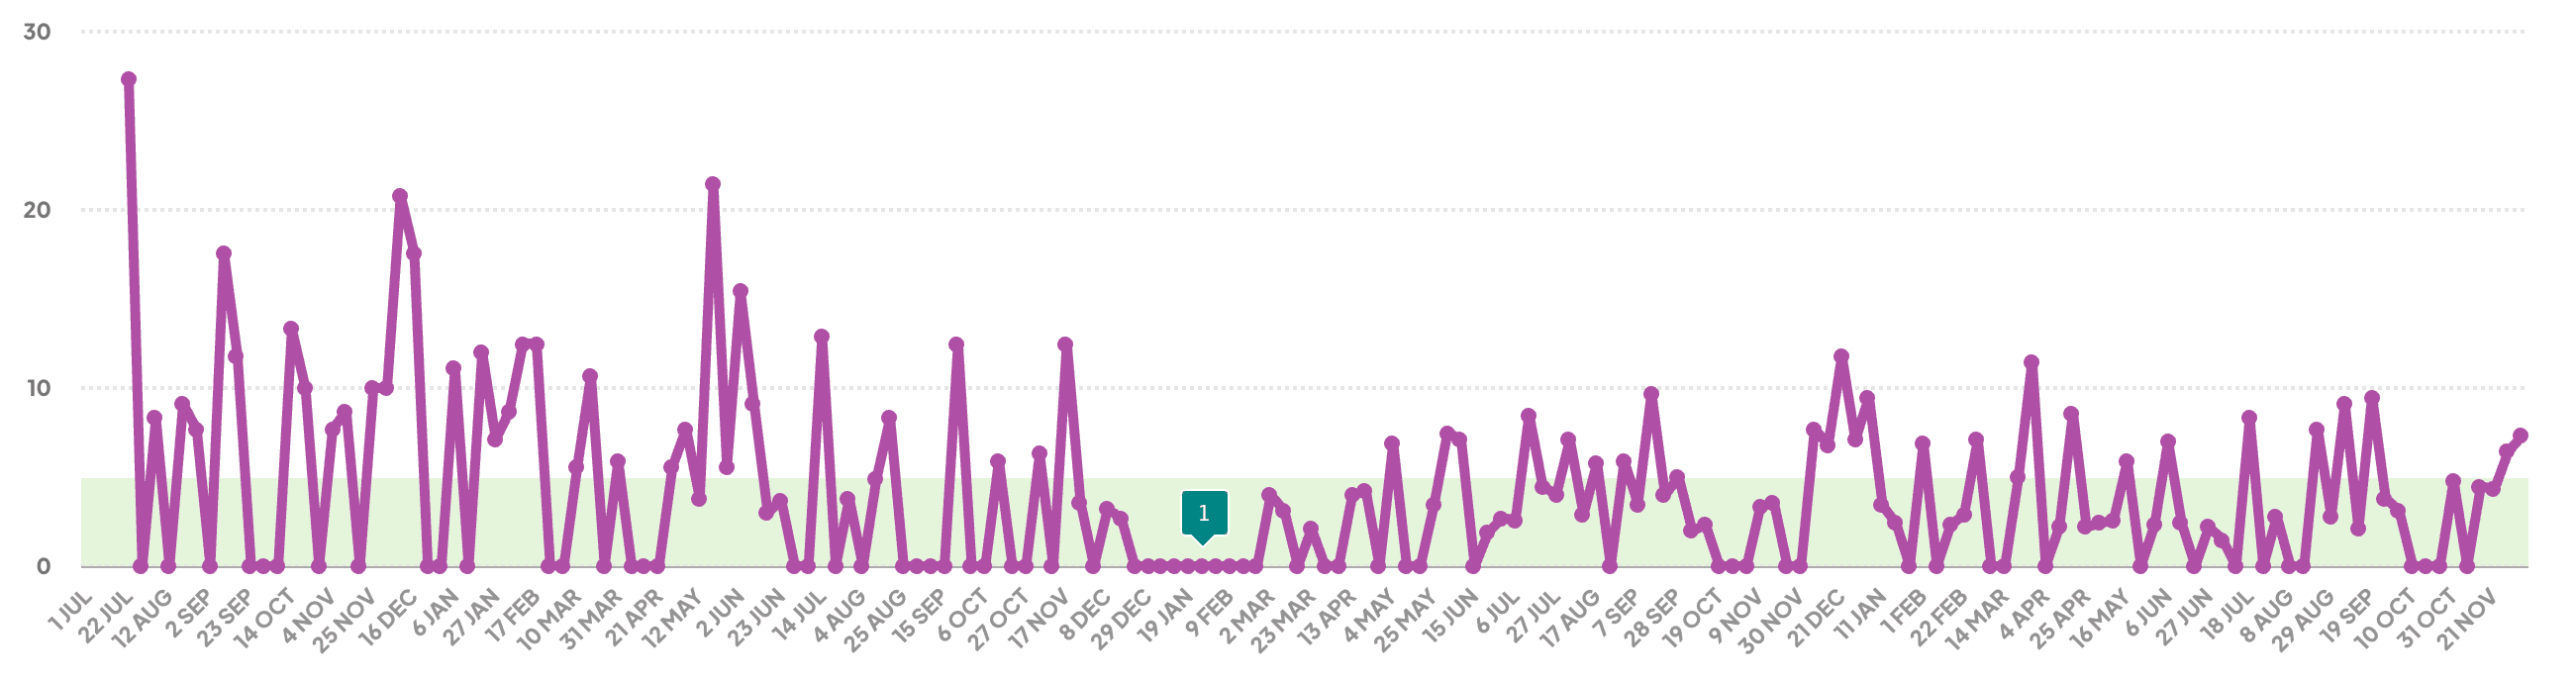 30
20
10
0
1
1 JUL
22 JUL
12 AUG
2 SEP
23 SEP
14 OCT
4 NOV
25 NOV
16 DEC
6 JAN
27 JAN
17 FEB
10 MAR
31 MAR
21 APR
12 MAY
2 JUN
23 JUN
14 JUL
4 AUG
25 AUG
15 SEP
6 OCT
27 OCT
17 NOV
8 DEC
29 DEC
19 JAN
9 FEB
2 MAR
23 MAR
13 APR
4 MAY
25 MAY
15 JUN
6 JUL
27 JUL
17 AUG
7 SEP
28 SEP
19 OCT
9 NOV
30 NOV
21 DEC
11 JAN
1 FEB
22 FEB
14 MAR
4 APR
25 APR
16 MAY
6 JUN
27 JUN
18 JUL
8 AUG
29 AUG
19 SEP
10 OCT
31 OCT
21 NOV